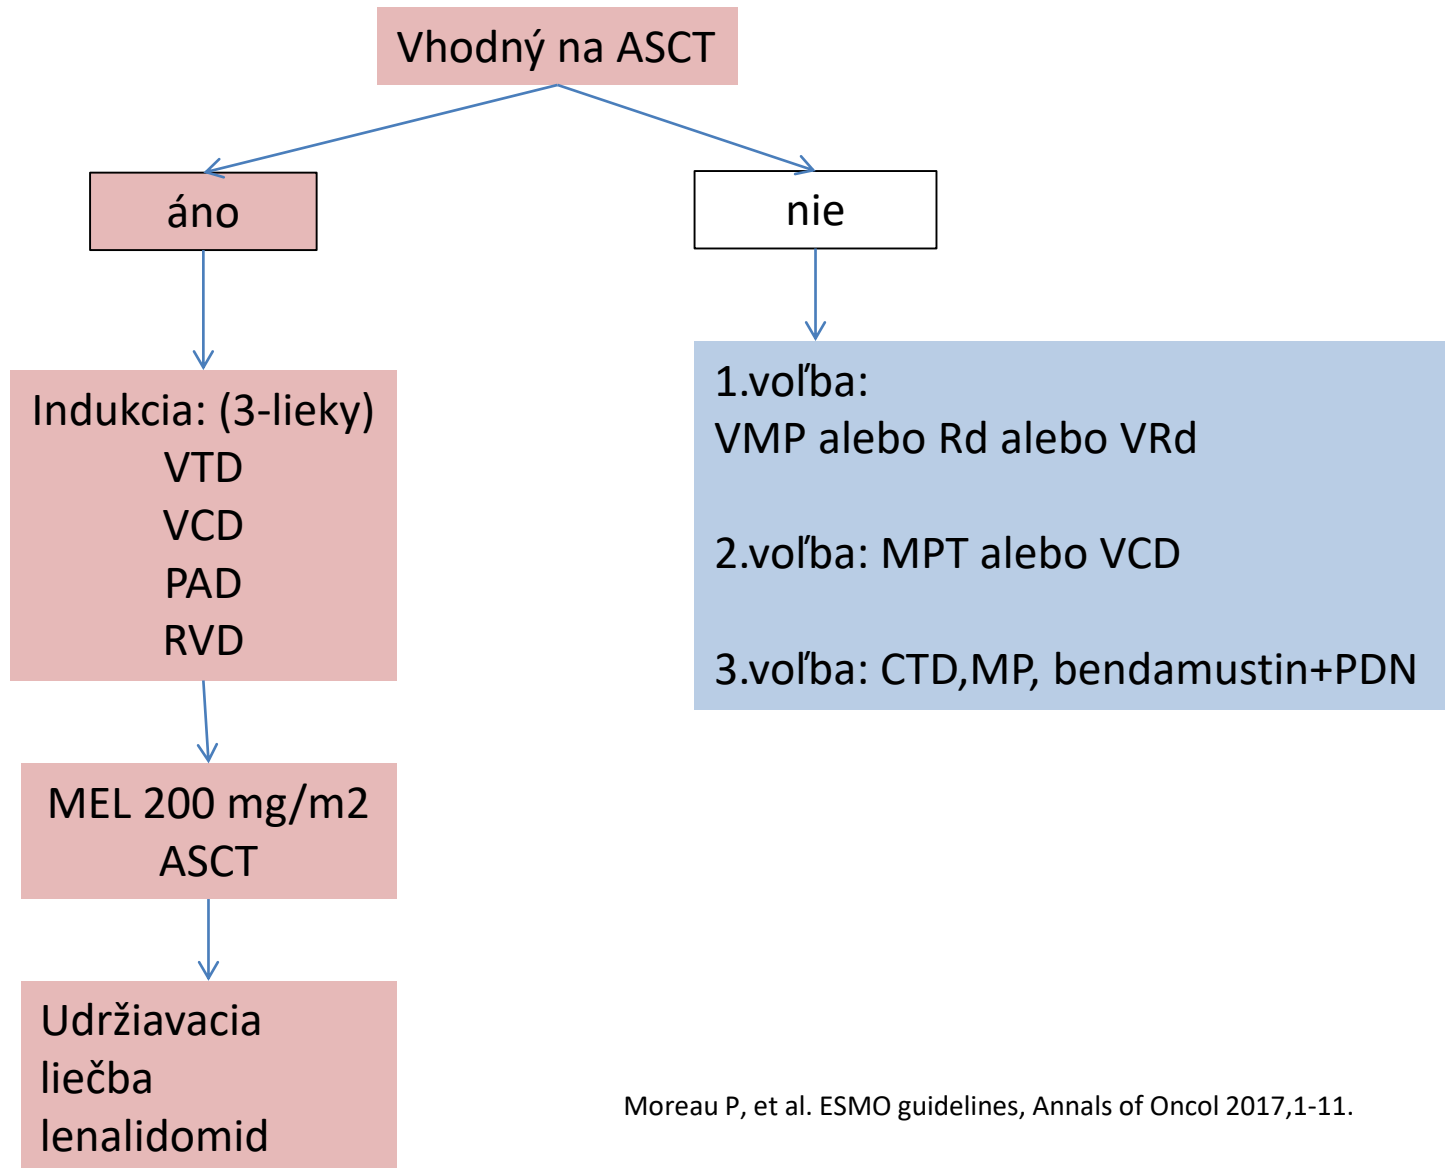 Vhodný na ASCT
áno
nie
Indukcia: (3-lieky)
VTD
VCD
PAD
RVD
MEL 200 mg/m2
ASCT
Udržiavacia
liečba
lenalidomid
1.voľba:
VMP alebo Rd alebo VRd
2.voľba: MPT alebo VCD
3.voľba: CTD,MP, bendamustin+PDN
Moreau P, et al. ESMO guidelines, Annals of Oncol 2017,1-11.